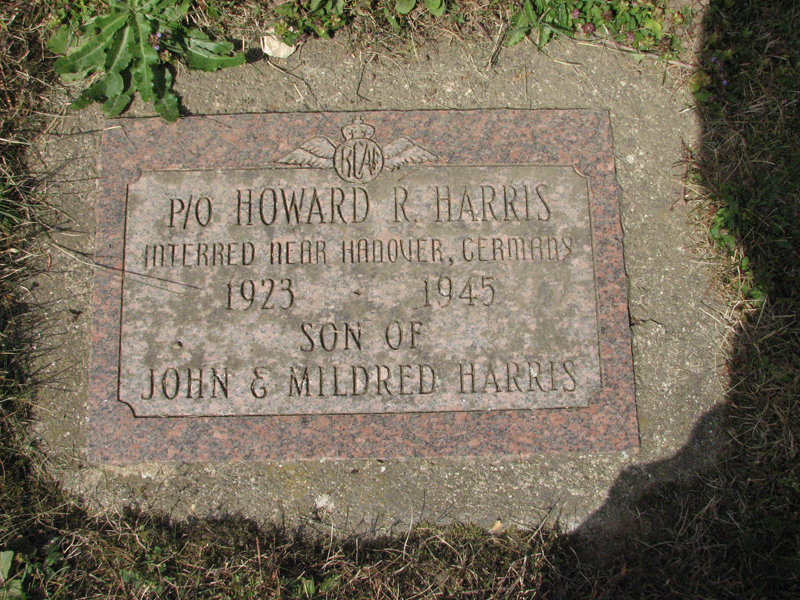 RCAF
P/O HOWARD R. HARRIS
INTERRED NEAR HANOVER, GERMANY
1923 - 1945
SON OF
JOHN & MILDRED HARRIS